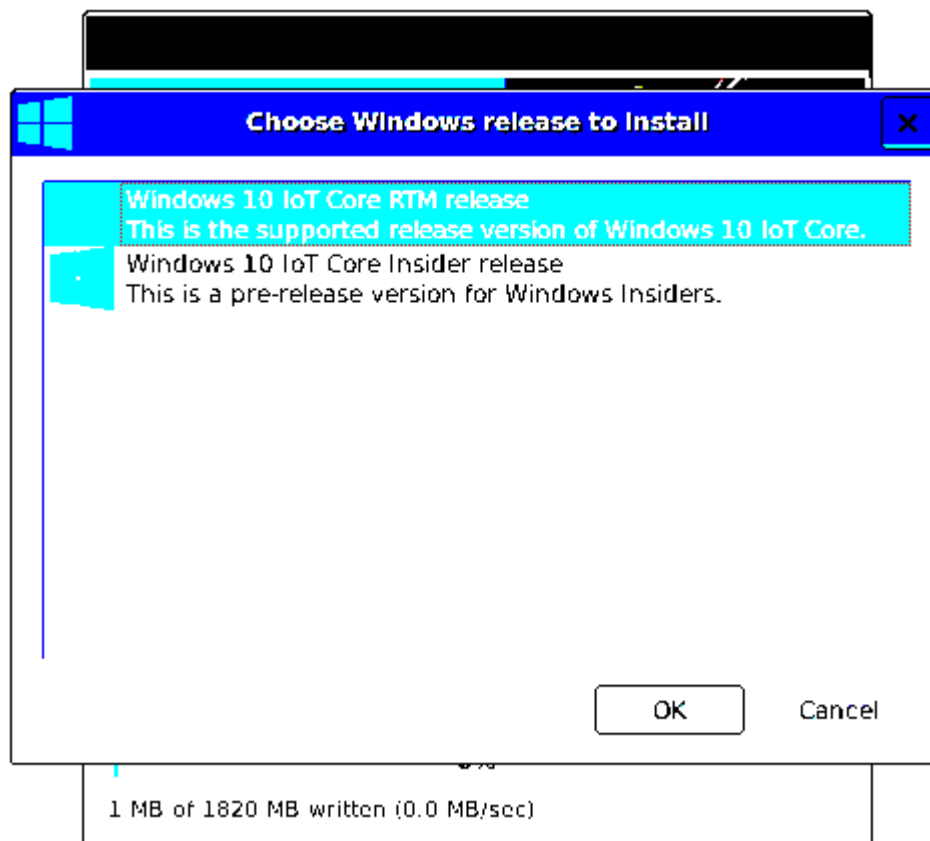 Choose Windows release to install
Windows 10 IoT Core RTM release
This is the supported release version of Windows 10 IoT Core.
Windows 10 IoT Core Insider release
This is a pre-release version for Windows Insiders.
OK
Cancel
1 MB of 1820 MB written (0.0 MB/sec)